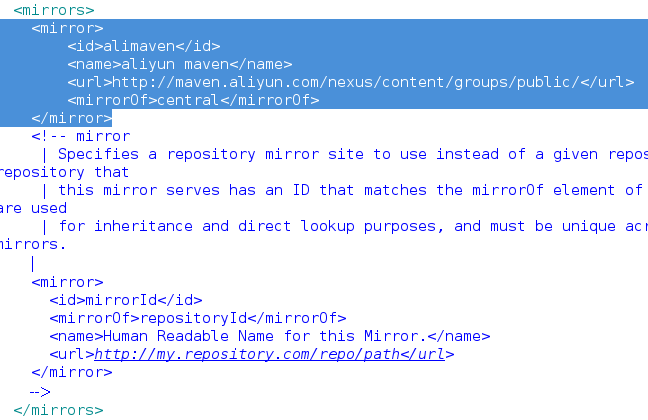 <mirrors>
<mirror>
<id>alimaven</id>
<name>aliyun maven</name>
<url>http://maven.aliyun.com/nexus/content/groups/public/</url>
<mirrorOf>central</mirrorOf>
</mirror>
<!-- mirror
| Specifies a repository mirror site to use instead of a given repos
repository that
| this mirror serves has an ID that matches the mirrorOf element of
are used
| for inheritance and direct lookup purposes, and must be unique acr
mirrors.
|
<mirror>
<id>mirrorId</id>
<mirrorOf>repositoryId</mirrorOf>
<name>Human Readable Name for this Mirror.</name>
<url>http://my.repository.com/repo/path</url>
</mirror>
-->
</mirrors>